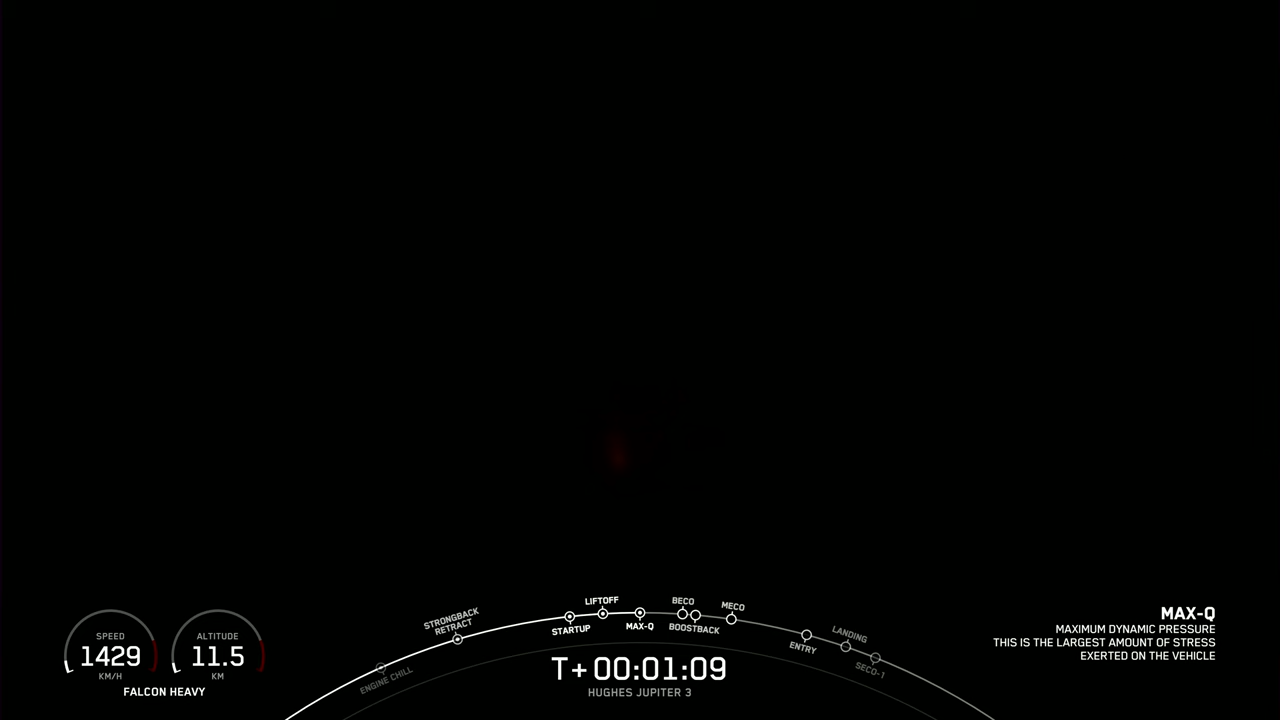 SPEED
1429
KM/H
ALTITUDE
11.5
KM
FALCON HEAVY
ENGINE CHILL
STRONGBACK
RETRACT
STARTUP
LIFTOFF
MAX-Q
BECO
BOOSTBACK
MECO
ENTRY
LANDING
SECO-1
T+00:01:09
HUGHES JUPITER 3
MAX-Q
MAXIMUM DYNAMIC PRESSURE
THIS IS THE LARGEST AMOUNT OF STRESS
EXERTED ON THE VEHICLE